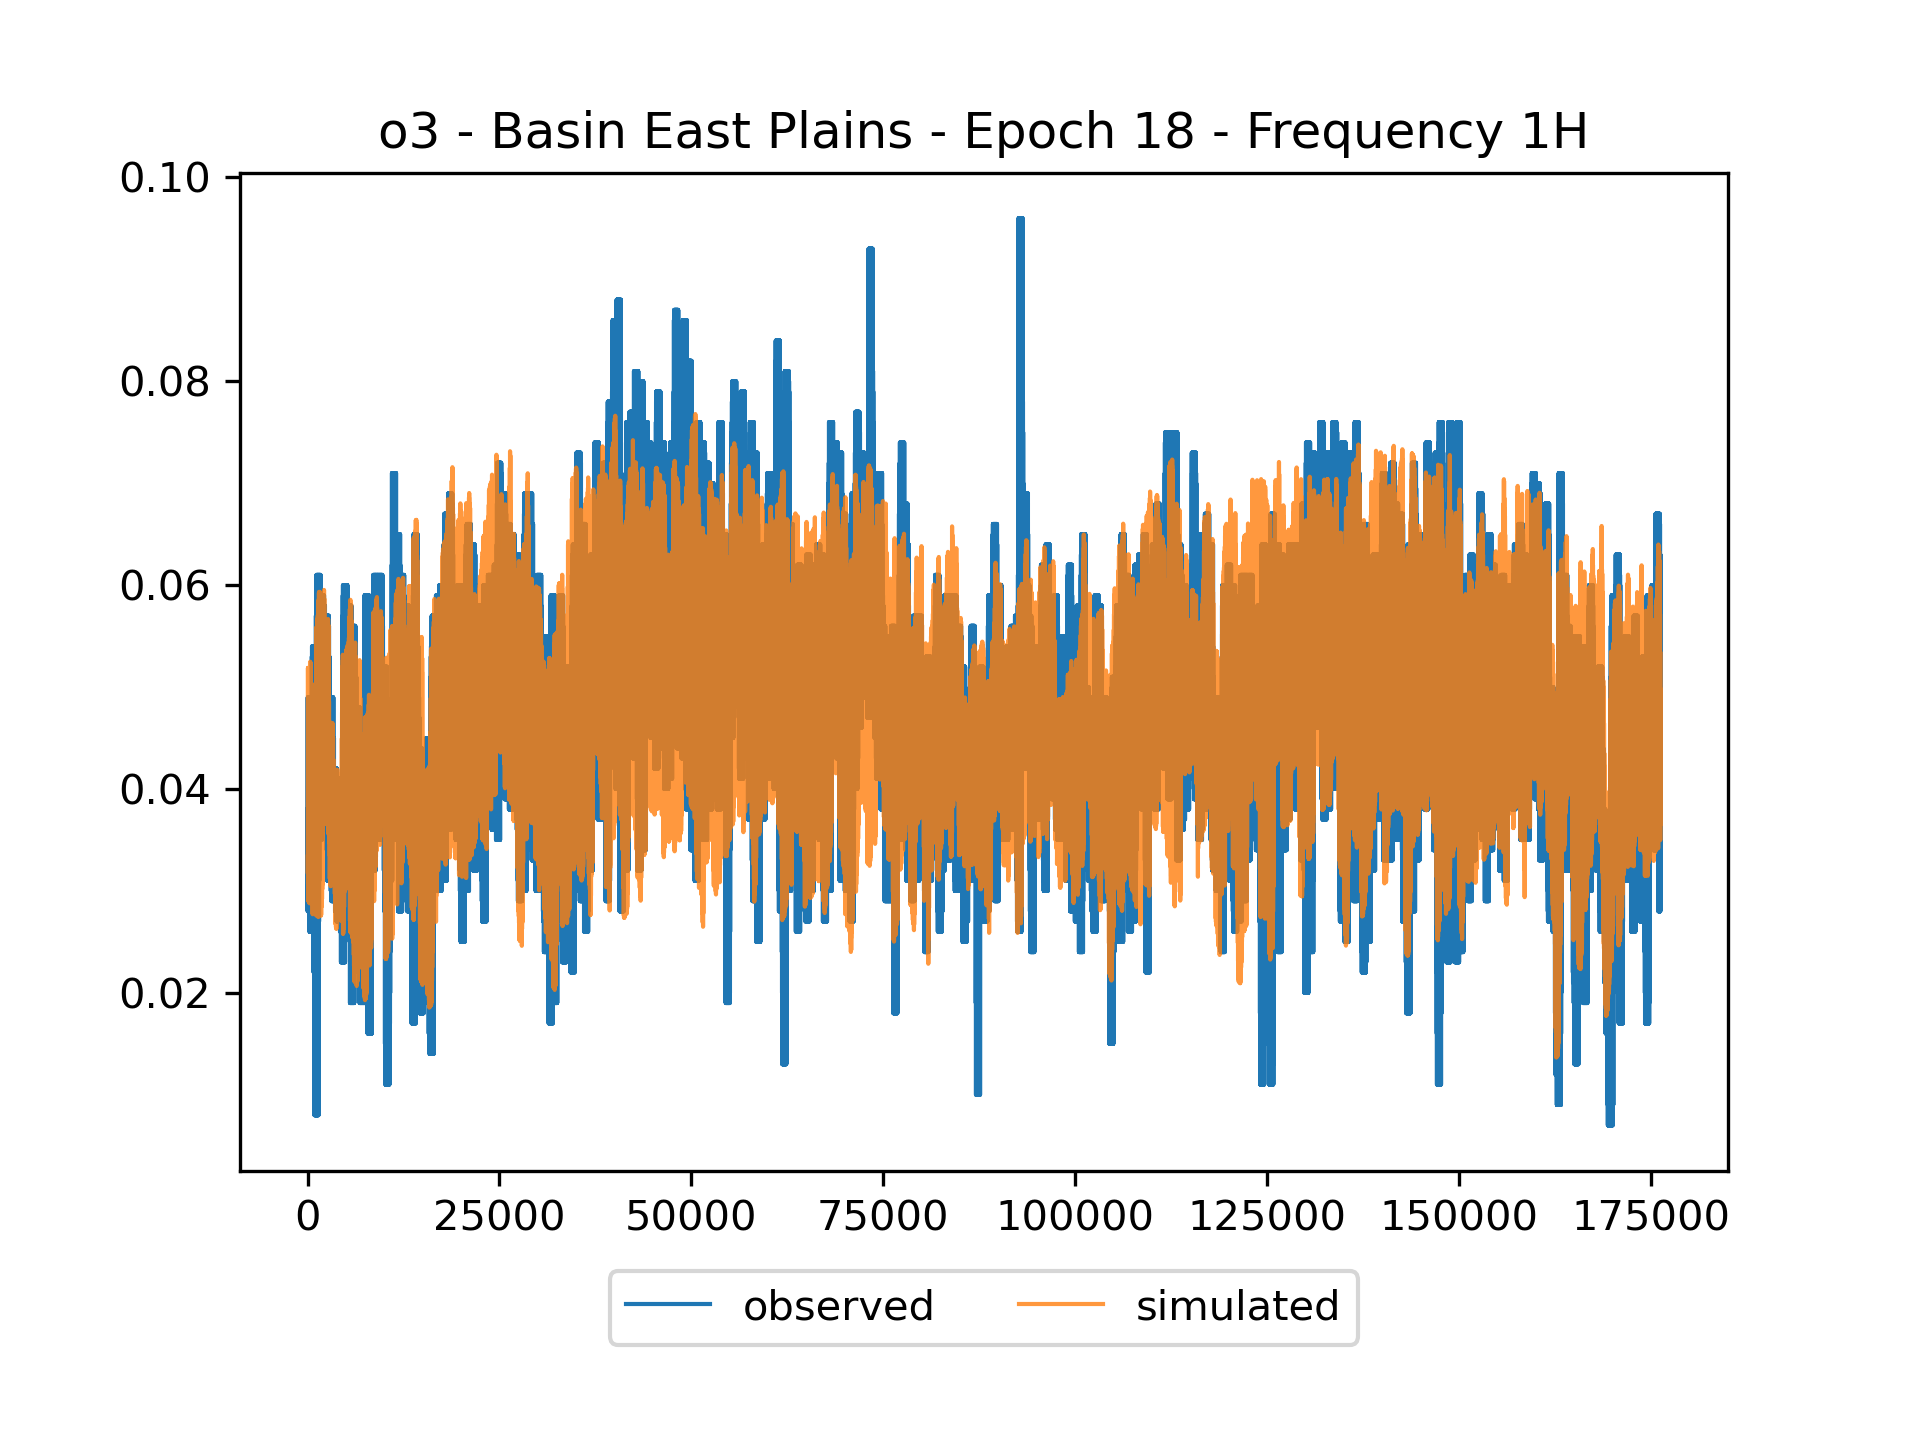 o3 - Basin East Plains - Epoch 18 - Frequency 1H
0.10
0.08
0.06
0.04
0.02
0 25000 50000 75000 100000 125000 150000 175000
observed simulated